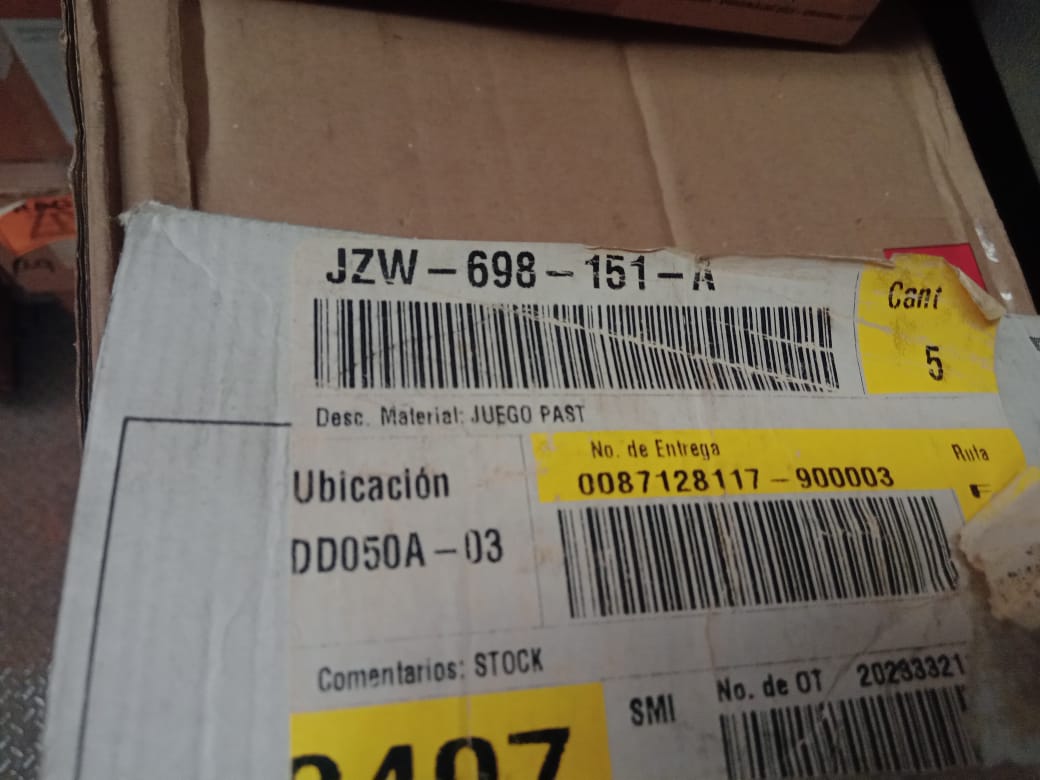 JZW-698-151-A
Cant
5
Desc. Material: JUEGO PAST
No. de Entrega
Ruta
0087128117-900003
Ubicación
DD050A-03
Comentarios: STOCK
SMI
No. de OT